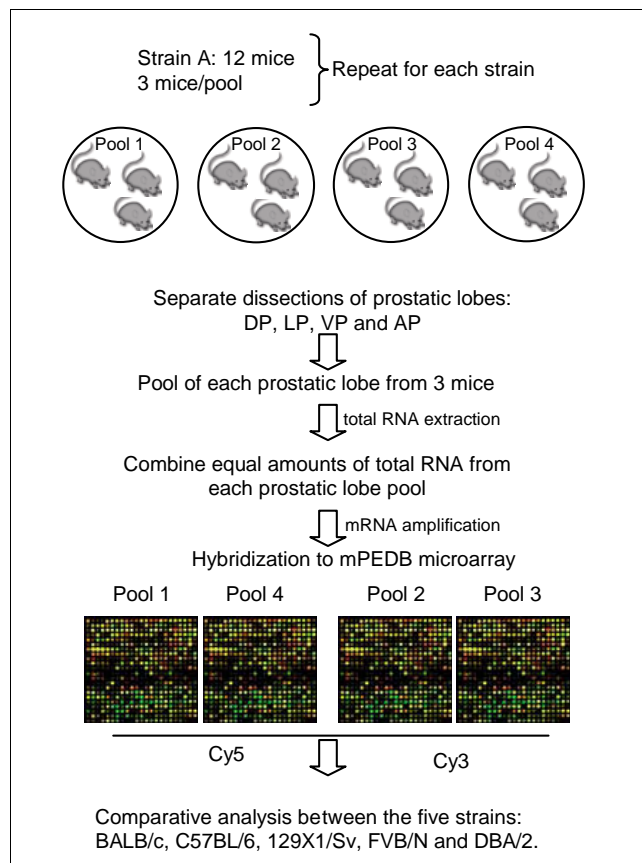 Strain A: 12 mice
3 mice/pool
Repeat for each strain
Pool 1
Pool 2
Pool 3
Pool 4
Separate dissections of prostatic lobes:
DP, LP, VP and AP
Pool of each prostatic lobe from 3 mice
total RNA extraction
Combine equal amounts of total RNA from
each prostatic lobe pool
mRNA amplification
Hybridization to mPEDB microarray
Pool 1
Pool 4
Pool 2
Pool 3
Cy5
Cy3
Comparative analysis between the five strains:
BALB/c, C57BL/6, 129X1/Sv, FVB/N and DBA/2.